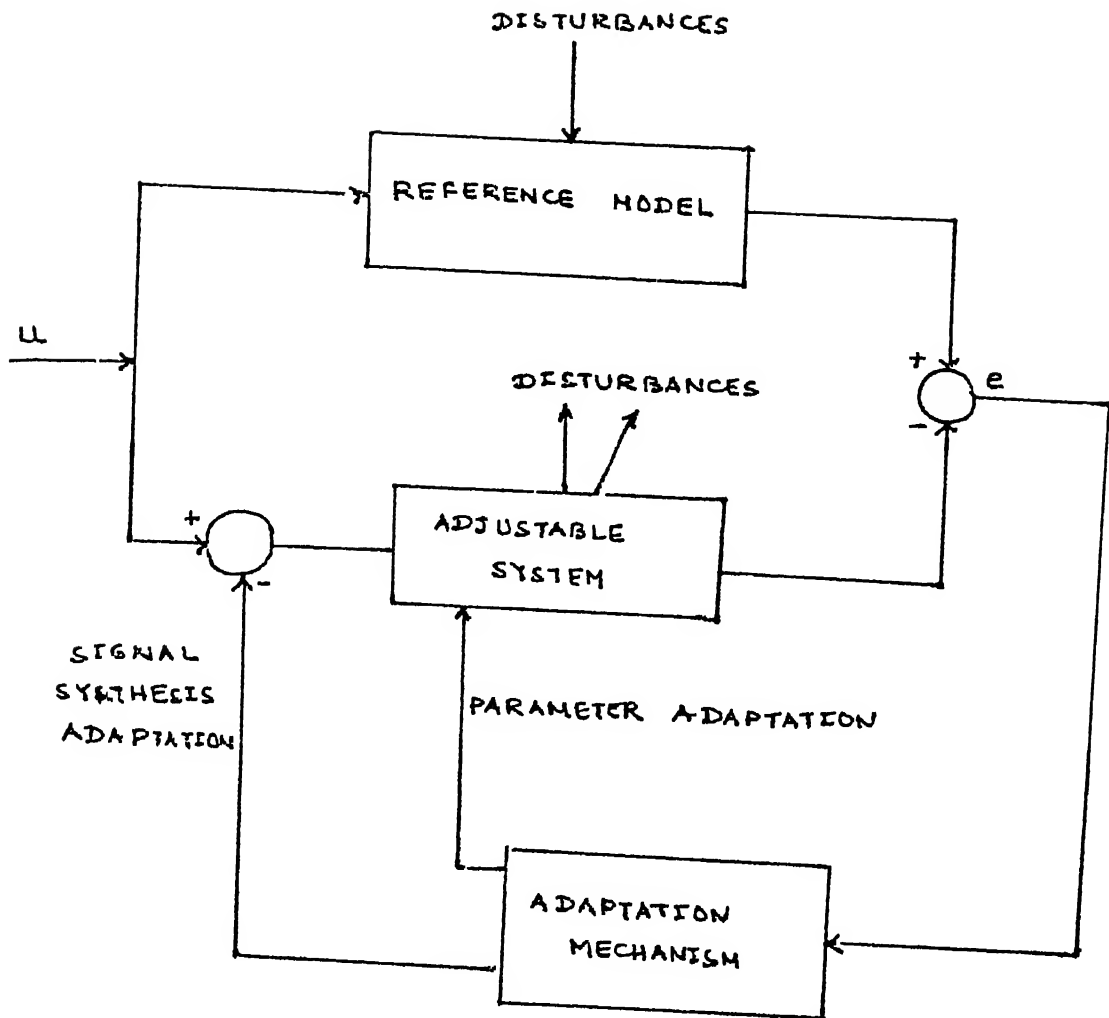 DISTURBANCES
REFERENCE MODEL
u
+
e
-
DISTURBANCES
+
-
ADJUSTABLE
SYSTEM
SIGNAL
SYNTHESIS
ADAPTATION
PARAMETER ADAPTATION
ADAPTATION
MECHANISM